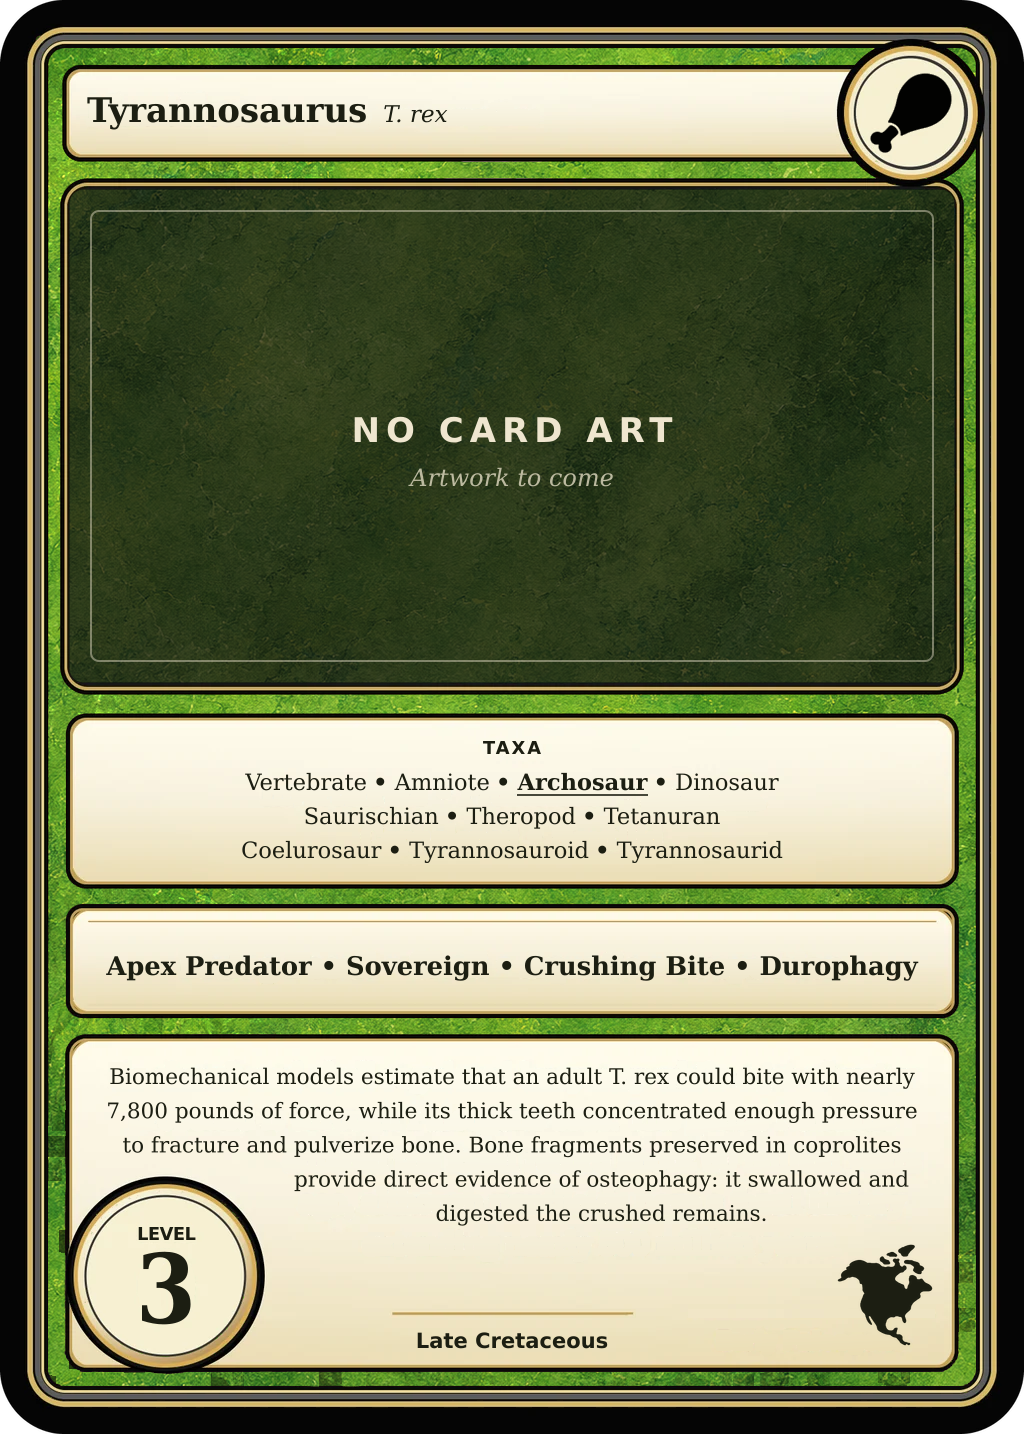 Tyrannosaurus T. rex
NO CARD ART
Artwork to come
TAXA
Vertebrate • Amniote • Archosaur • Dinosaur
Saurischian • Theropod • Tetanuran
Coelurosaur • Tyrannosauroid • Tyrannosaurid
Apex Predator • Sovereign • Crushing Bite • Durophagy
Biomechanical models estimate that an adult T. rex could bite with nearly
7,800 pounds of force, while its thick teeth concentrated enough pressure
to fracture and pulverize bone. Bone fragments preserved in coprolites
provide direct evidence of osteophagy: it swallowed and
digested the crushed remains.
LEVEL
3
Late Cretaceous